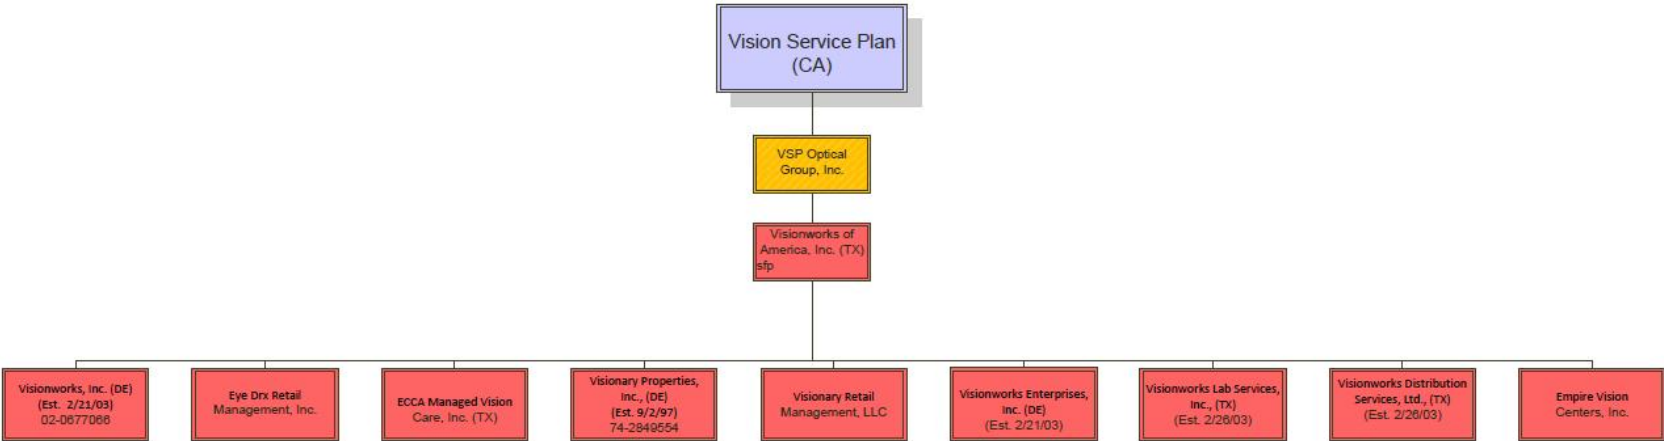 Vision Service Plan
(CA)
VSP Optical
Group, Inc.
Visionworks of
America, Inc. (TX)
sfp
Visionworks, Inc. (DE)
(Est. 2/21/03)
02-0677066
Eye Drx Retail
Management, Inc.
ECCA Managed Vision
Care, Inc. (TX)
Visionary Properties,
Inc., (DE)
(Est. 9/2/97)
74-2849554
Visionary Retail
Management, LLC
Visionworks Enterprises,
Inc. (DE)
(Est. 2/21/03)
Visionworks Lab Services,
Inc., (TX)
(Est. 2/26/03)
Visionworks Distribution
Services, Ltd., (TX)
(Est. 2/26/03)
Empire Vision
Centers, Inc.